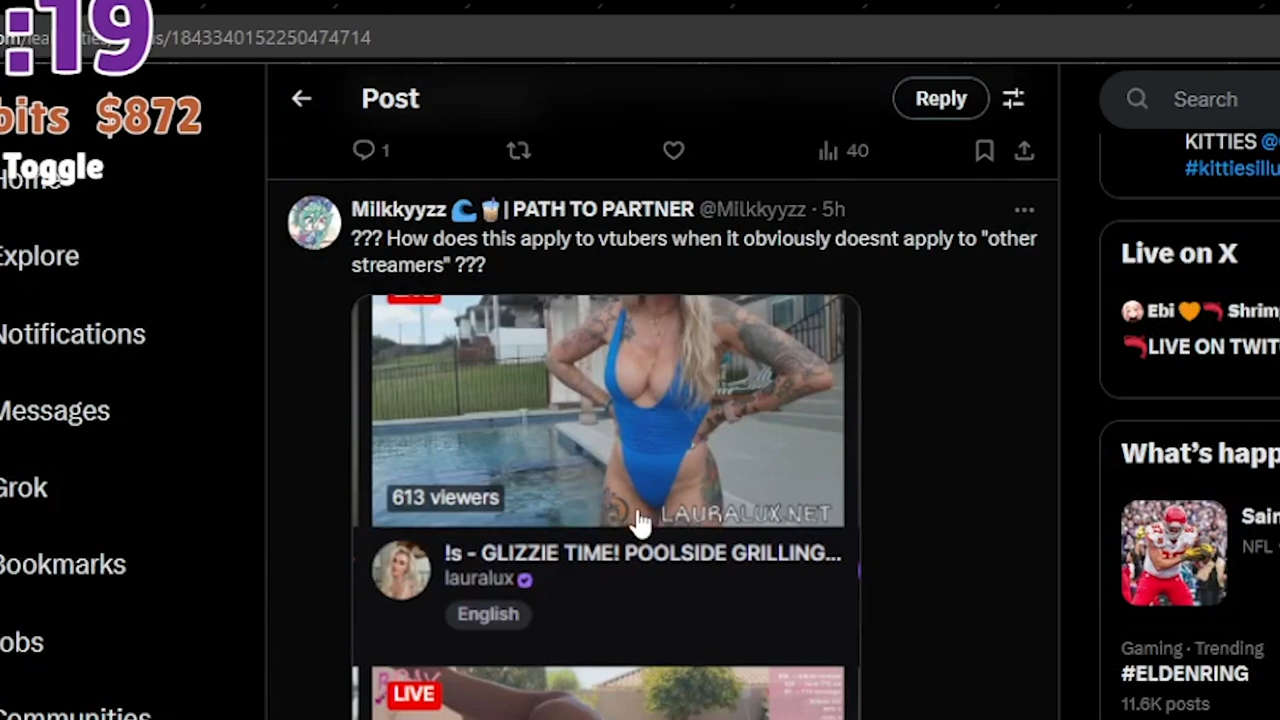 :19
/1843340152250474714
bits $872
Toggle
Home
Explore
Notifications
Messages
Grok
Bookmarks
Jobs
Communities
Post
Reply
1
40
Milkkyyzz 🌊🧋 | PATH TO PARTNER @Milkkyyzz · 5h
??? How does this apply to vtubers when it obviously doesnt apply to "other
streamers" ???
LIVE
613 viewers
LAURALUX.NET
!s - GLIZZIE TIME! POOLSIDE GRILLING...
lauralux
English
LIVE
Search
KITTIES @
#kittiesillu
Live on X
Ebi 🧡🦐 Shrim
🦐LIVE ON TWIT
What's happ
Sain
NFL ·
Gaming · Trending
#ELDENRING
11.6K posts